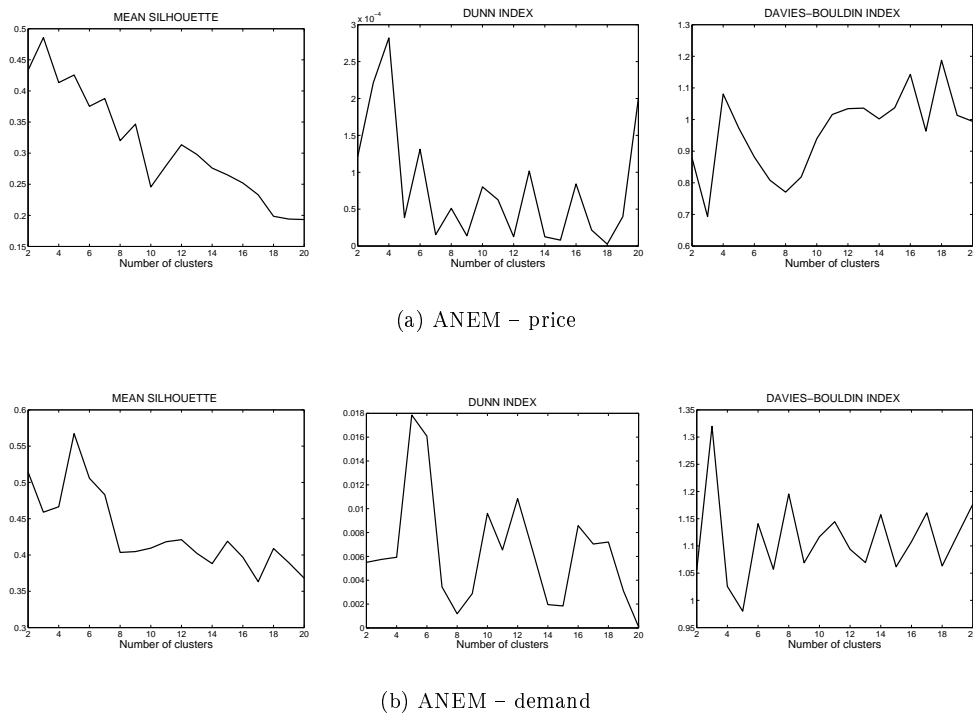 MEAN SILHOUETTE
0.5
0.45
0.4
0.35
0.3
0.25
0.2
0.15
2 4 6 8 10 12 14 16 18 20
Number of clusters
DUNN INDEX
x 10⁻⁴
3
2.5
2
1.5
1
0.5
0
2 4 6 8 10 12 14 16 18 20
Number of clusters
DAVIES−BOULDIN INDEX
1.3
1.2
1.1
1
0.9
0.8
0.7
0.6
2 4 6 8 10 12 14 16 18 20
Number of clusters
(a) ANEM – price
MEAN SILHOUETTE
0.6
0.55
0.5
0.45
0.4
0.35
0.3
2 4 6 8 10 12 14 16 18 20
Number of clusters
DUNN INDEX
0.018
0.016
0.014
0.012
0.01
0.008
0.006
0.004
0.002
0
2 4 6 8 10 12 14 16 18 20
Number of clusters
DAVIES−BOULDIN INDEX
1.35
1.3
1.25
1.2
1.15
1.1
1.05
1
0.95
2 4 6 8 10 12 14 16 18 20
Number of clusters
(b) ANEM – demand